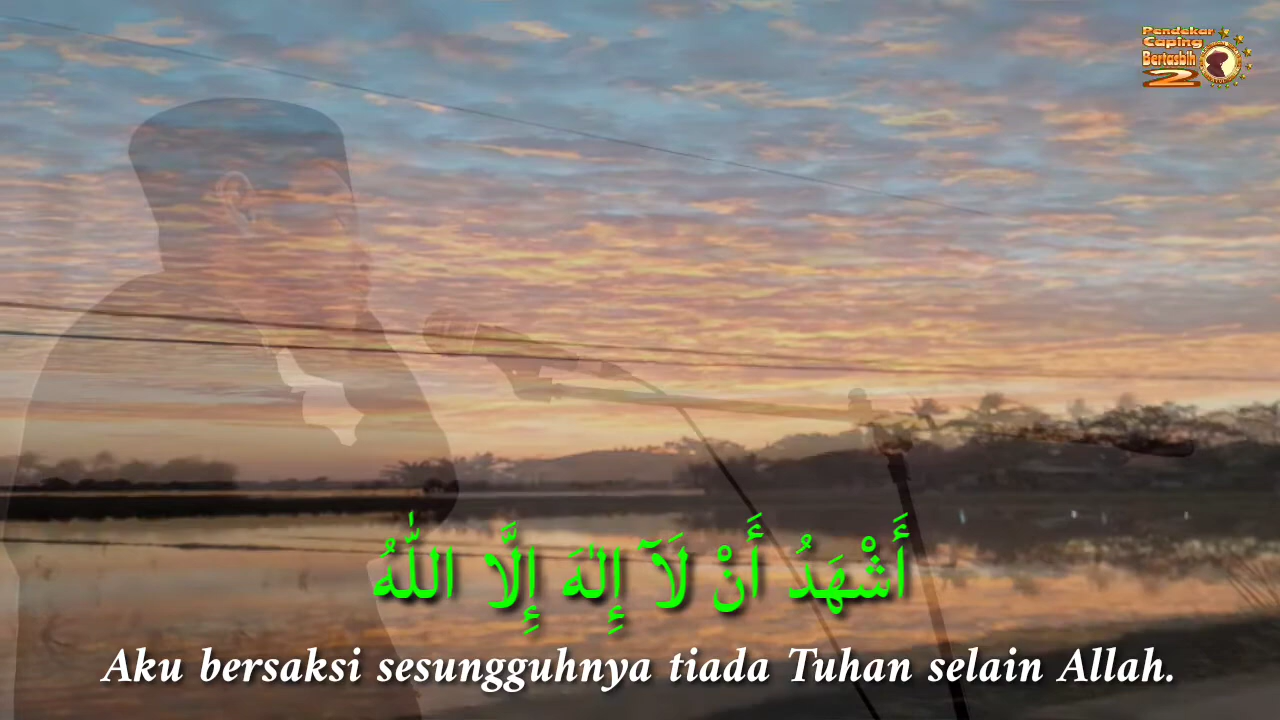 Pendekar
Caping
Bertasbih
2
أَشْهَدُ أَنْ لَآ إِلٰهَ إِلَّا اللّٰهُ
Aku bersaksi sesungguhnya tiada Tuhan selain Allah.